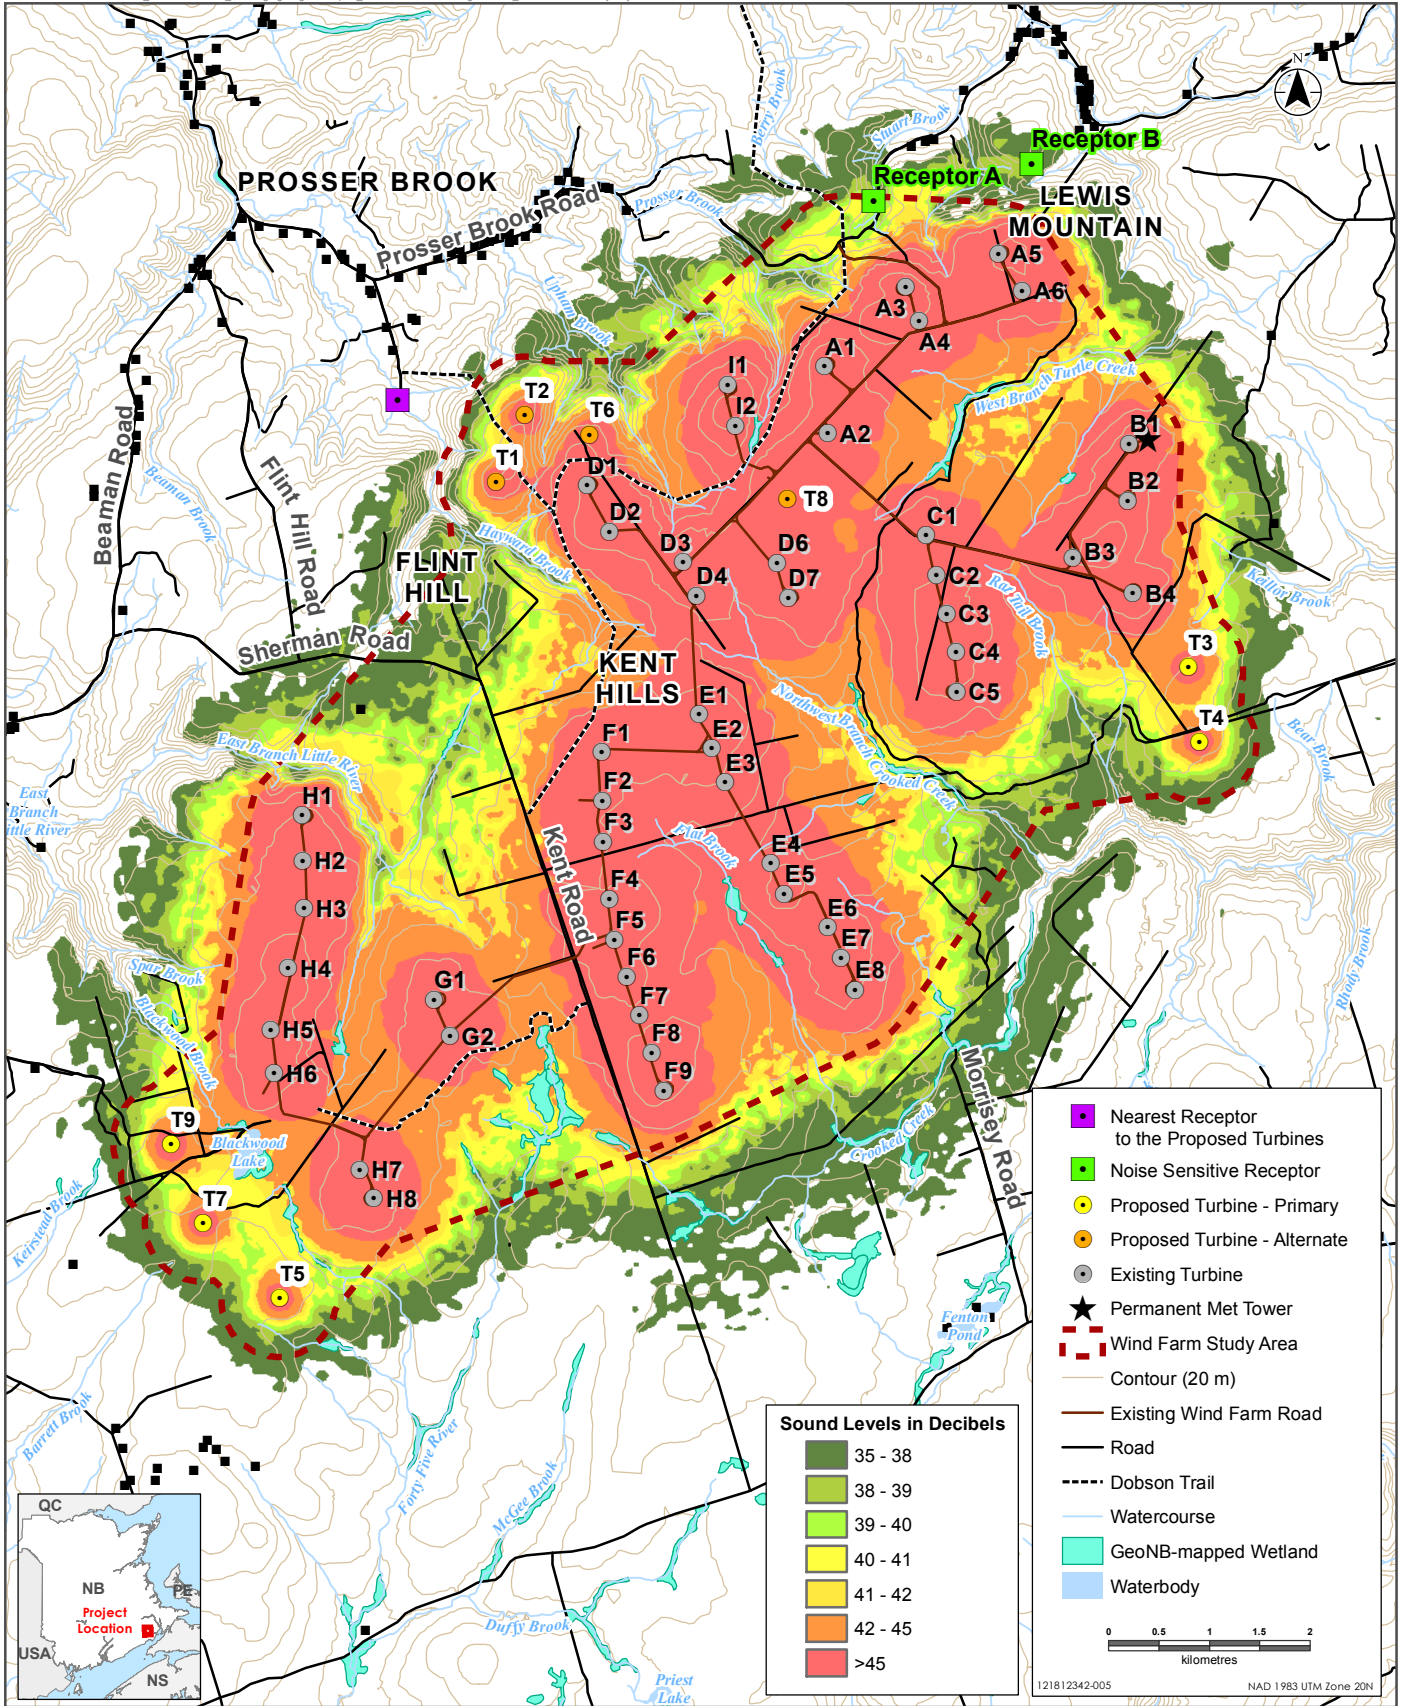 N
Stuart Brook
Berry Brook
Receptor B
Receptor A
PROSSER BROOK
LEWIS
MOUNTAIN
Prosser Brook
Prosser Brook Road
A5
A6
A3
A4
Upham Brook
A1
I1
I2
West Branch Turtle Creek
T2
T6
A2
B1
Beaman Road
Flint Hill Road
Beaman Brook
T1
D1
T8
B2
D2
C1
Hayward Brook
D3
D6
B3
FLINT
HILL
D4
D7
C2
Rat Tail Brook
B4
Keillor Brook
C3
Sherman Road
C4
T3
KENT
HILLS
C5
E1
Northwest Branch Crooked Creek
T4
Bear Brook
F1
E2
East Branch Little River
E3
East
Branch
ittle River
H1
F2
F3
Flat Brook
H2
Kent Road
E4
F4
E5
H3
F5
E6
Rhody Brook
H4
Spur Brook
F6
E7
G1
E8
Blackwood Brook
H5
F7
G2
F8
H6
F9
Morrisey Road
T9
Blackwood
Lake
Crooked Creek
H7
H8
Keirstead Brook
T7
T5
Fenton
Pond
Barrett Brook
Forty Five River
McGee Brook
Duffy Brook
Priest
Lake
QC
NB
PE
Project
Location
USA
NS
Sound Levels in Decibels
35 - 38
38 - 39
39 - 40
40 - 41
41 - 42
42 - 45
>45
Nearest Receptor
to the Proposed Turbines
Noise Sensitive Receptor
Proposed Turbine - Primary
Proposed Turbine - Alternate
Existing Turbine
Permanent Met Tower
Wind Farm Study Area
Contour (20 m)
Existing Wind Farm Road
Road
Dobson Trail
Watercourse
GeoNB-mapped Wetland
Waterbody
0 0.5 1 1.5 2
kilometres
121812342-005
NAD 1983 UTM Zone 20N